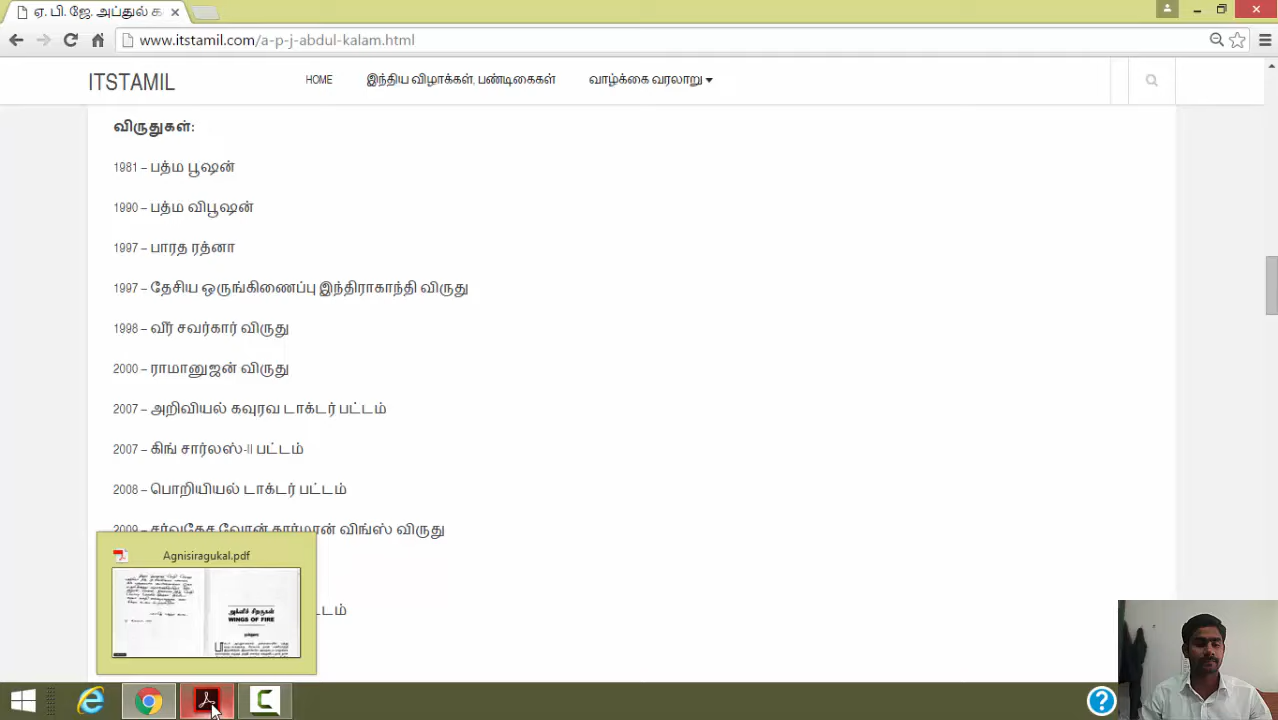 ஏ. பி. ஜே. அப்துல் க
www.itstamil.com/a-p-j-abdul-kalam.html
ITSTAMIL HOME இந்திய விழாக்கள், பண்டிகைகள் வாழ்க்கை வரலாறு
விருதுகள்:
1981 – பத்ம பூஷன்
1990 – பத்ம விபூஷன்
1997 – பாரத ரத்னா
1997 – தேசிய ஒருங்கிணைப்பு இந்திராகாந்தி விருது
1998 – வீர் சவர்கார் விருது
2000 – ராமானுஜன் விருது
2007 – அறிவியல் கவுரவ டாக்டர் பட்டம்
2007 – கிங் சார்லஸ்-II பட்டம்
2008 – பொறியியல் டாக்டர் பட்டம்
2009 – சர்வதேச வோன் கார்மான் விங்ஸ் விருது
Agnisiragukal.pdf
அக்னிச் சிறகுகள்
WINGS OF FIRE